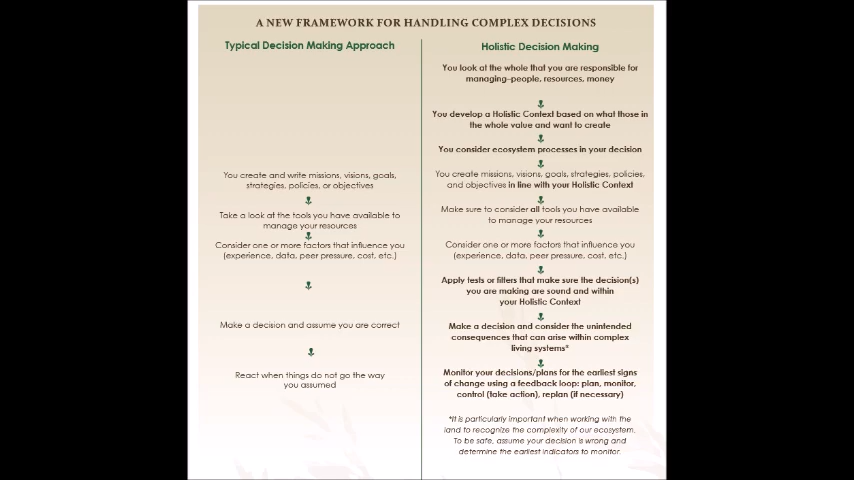 A NEW FRAMEWORK FOR HANDLING COMPLEX DECISIONS
Typical Decision Making Approach
You create and write missions, visions, goals,
strategies, policies, or objectives
Take a look at the tools you have available to
manage your resources
Consider one or more factors that influence you
(experience, data, peer pressure, cost, etc.)
Make a decision and assume you are correct
React when things do not go the way
you assumed
Holistic Decision Making
You look at the whole that you are responsible for
managing–people, resources, money
You develop a Holistic Context based on what those in
the whole value and want to create
You consider ecosystem processes in your decision
You create missions, visions, goals, strategies, policies,
and objectives in line with your Holistic Context
Make sure to consider all tools you have available
to manage your resources
Consider one or more factors that influence you
(experience, data, peer pressure, cost, etc.)
Apply tests or filters that make sure the decision(s)
you are making are sound and within
your Holistic Context
Make a decision and consider the unintended
consequences that can arise within complex
living systems*
Monitor your decisions/plans for the earliest signs
of change using a feedback loop: plan, monitor,
control (take action), replan (if necessary)
*It is particularly important when working with the
land to recognize the complexity of our ecosystem.
To be safe, assume your decision is wrong and
determine the earliest indicators to monitor.